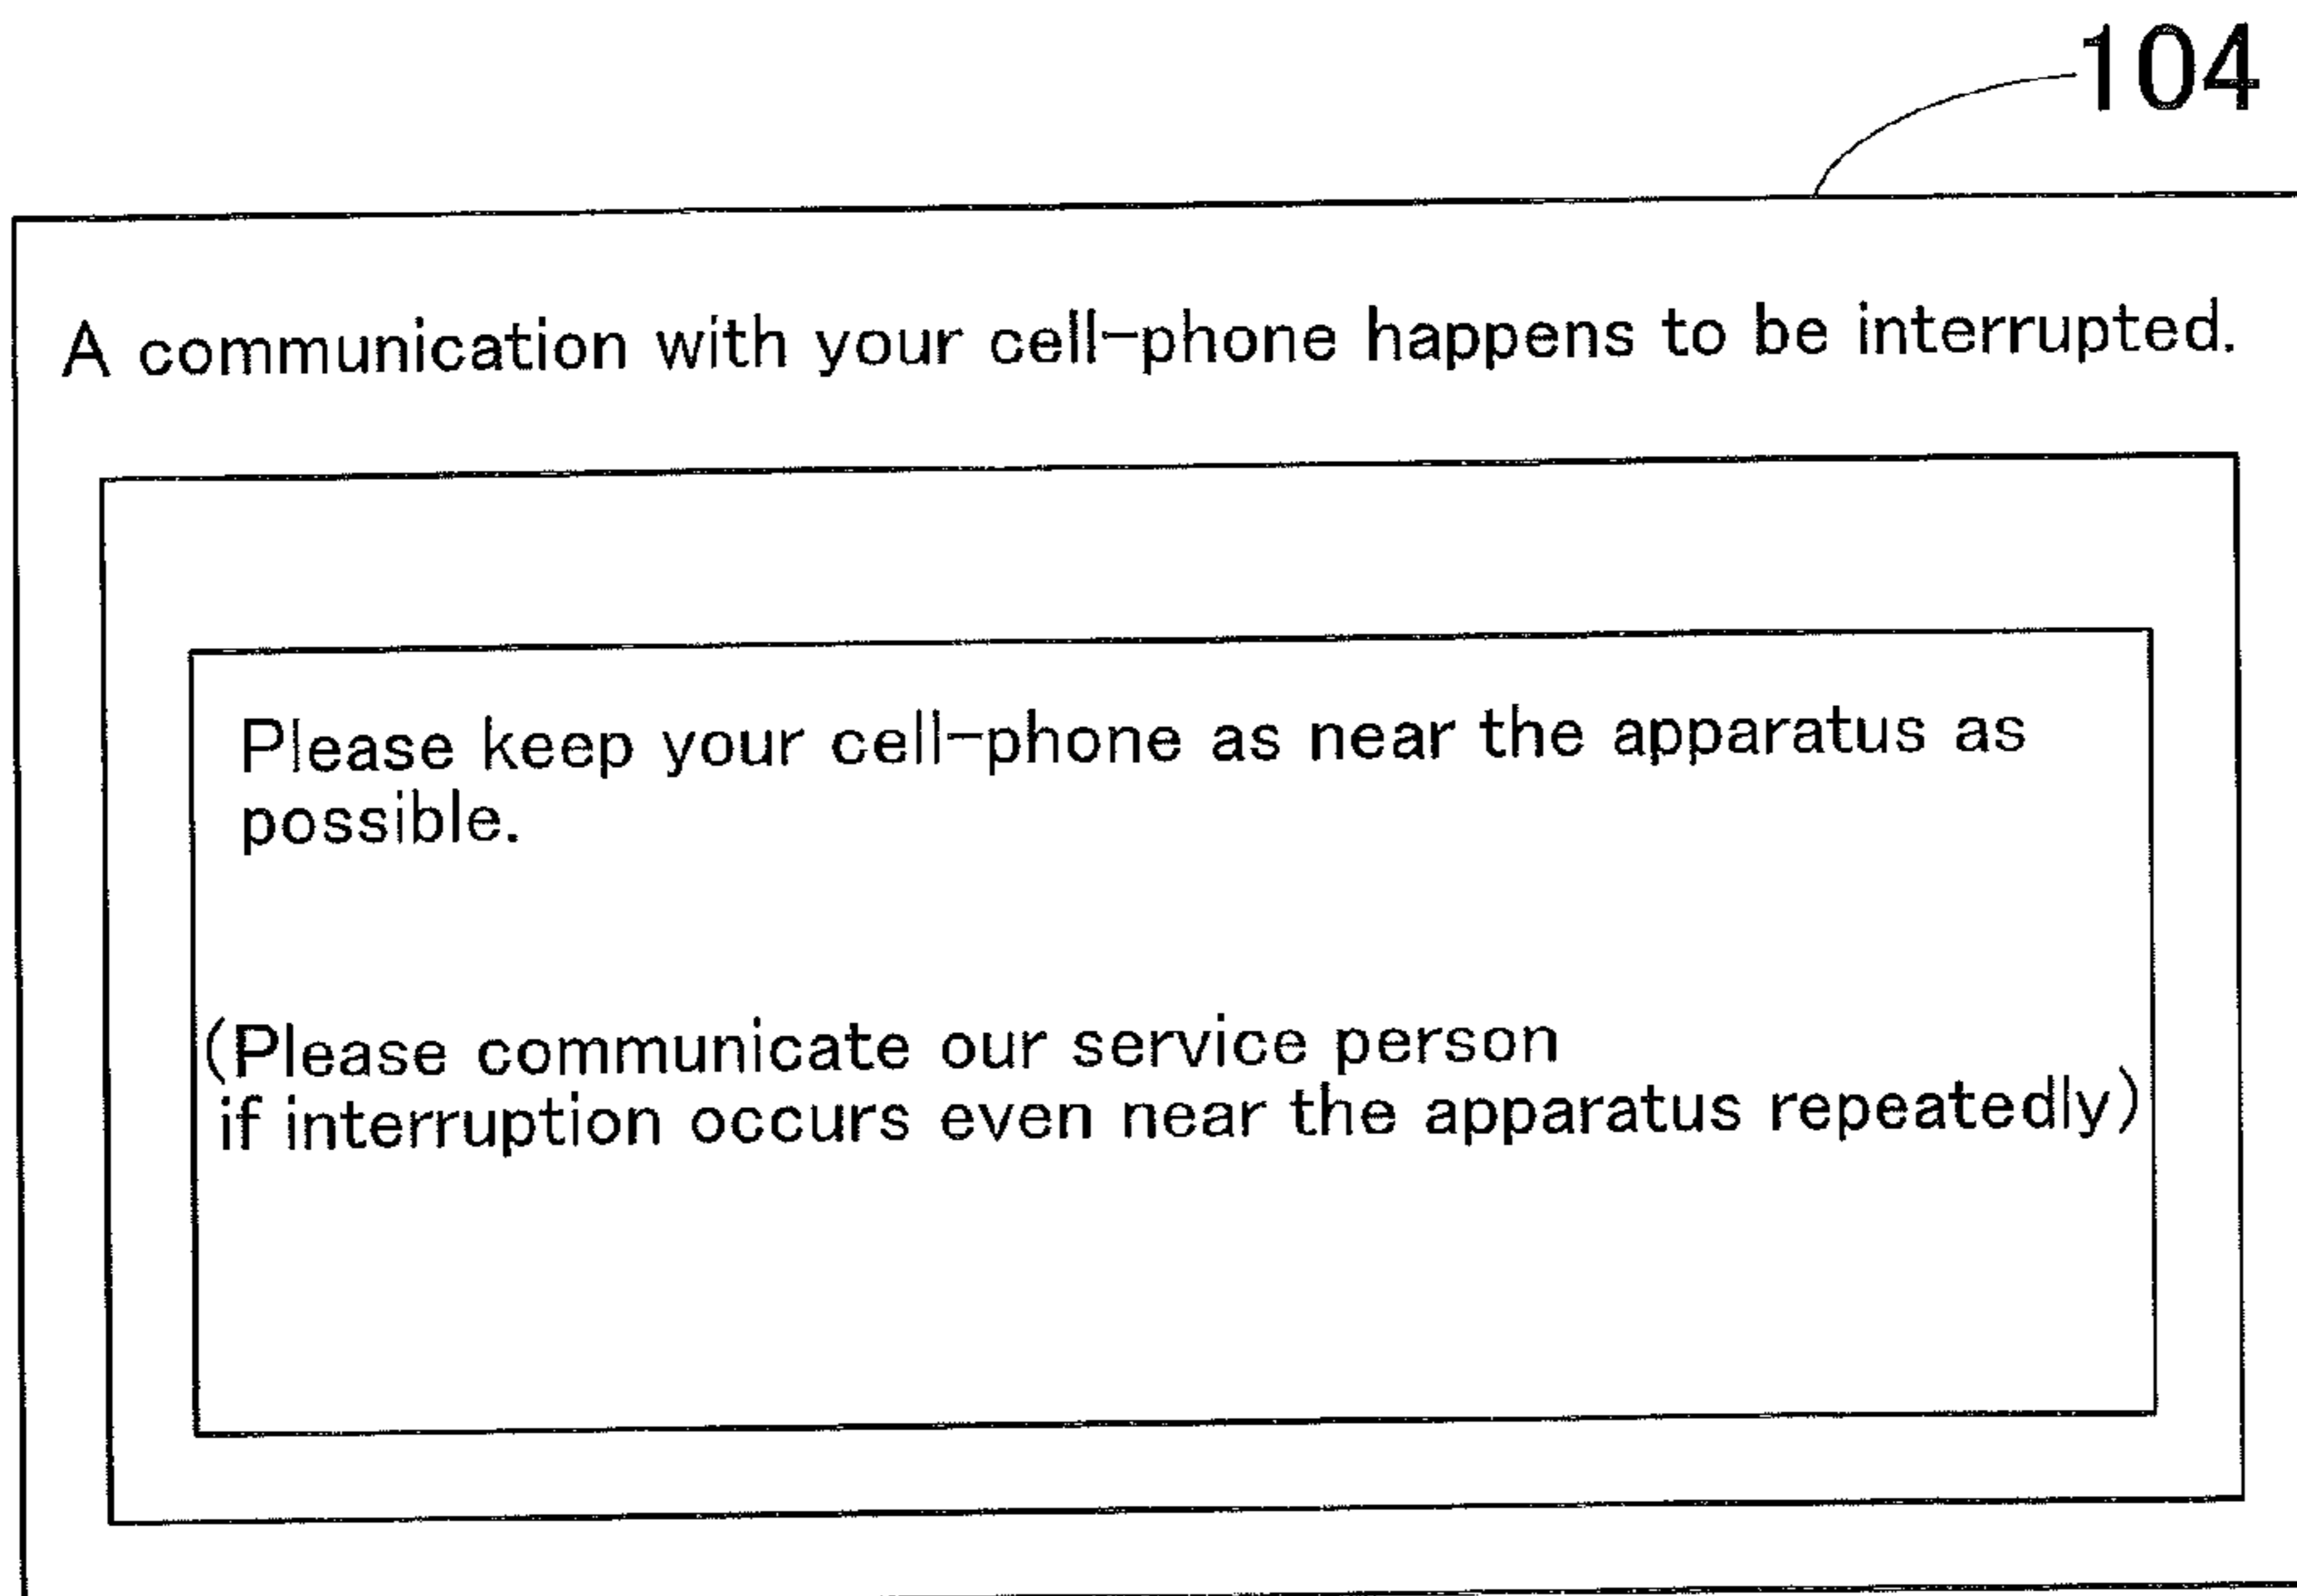 104
A communication with your cell-phone happens to be interrupted.
Please keep your cell-phone as near the apparatus as
possible.
(Please communicate our service person
if interruption occurs even near the apparatus repeatedly)